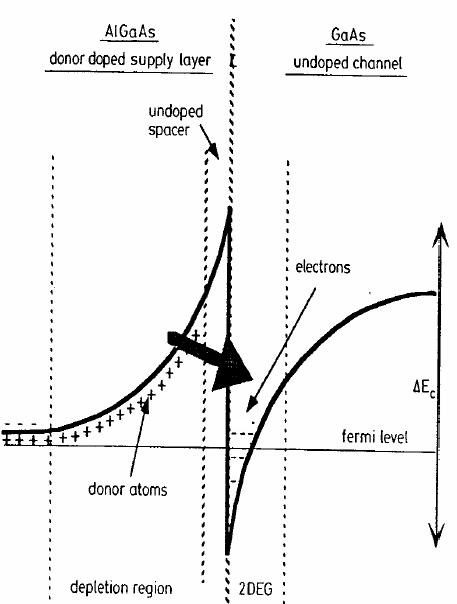 AlGaAs
donor doped supply layer
GaAs
undoped channel
undoped
spacer
electrons
ΔEc
fermi level
donor atoms
depletion region
2DEG